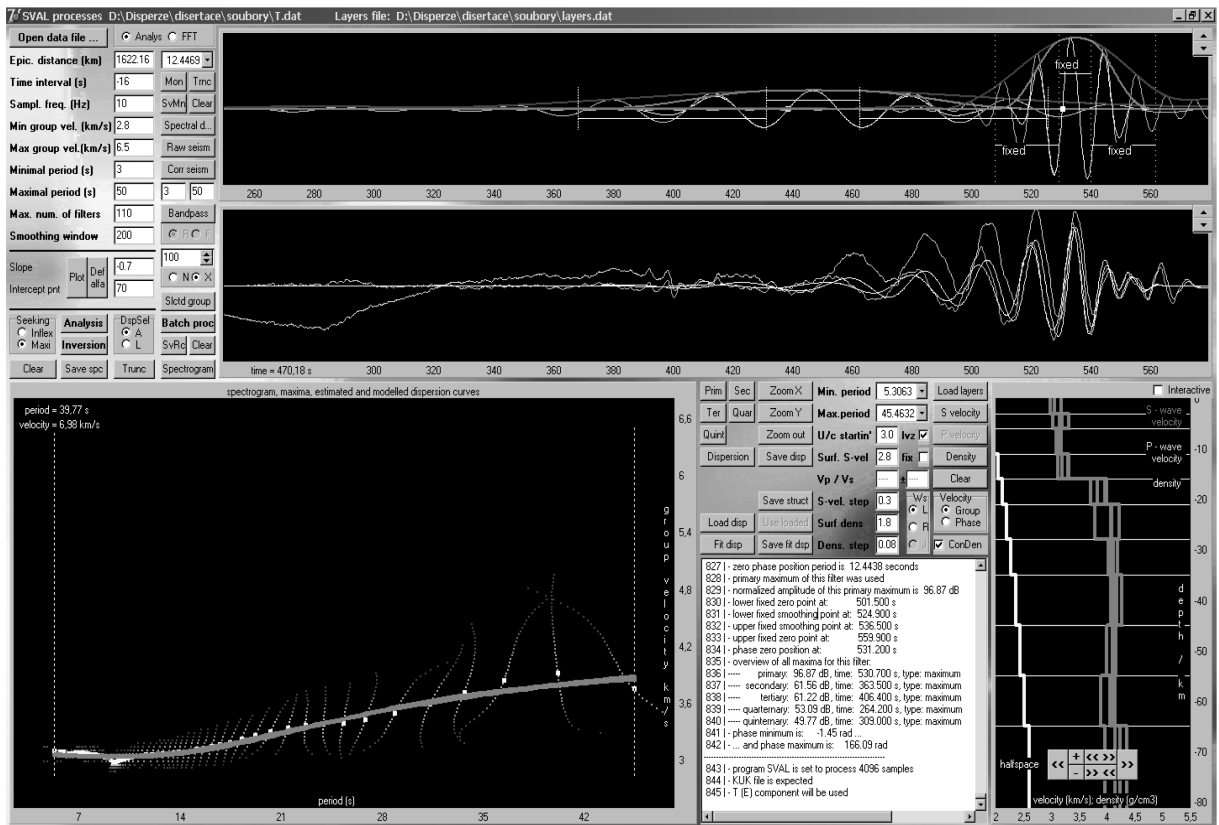 SVAL processes D:\Disperze\disertace\soubory\T.dat Layers file: D:\Disperze\disertace\soubory\layers.dat
Open data file ... Analys FFT
Epic. distance (km) 1622.16 12.4469
Time interval (s) -16 Mon Tmc
Sampl. freq. (Hz) 10 SvMn Clear
Min group vel. (km/s) 2.8 Spectral d...
Max group vel.(km/s) 6.5 Raw seism
Minimal period (s) 3 Corr seism
Maximal period (s) 50 3 50
Max. num. of filters 110 Bandpass
Smoothing window 200 R F
Slope Plot Def alfa -0.7 100
Intercept pnt 70 N X
Slctd group
Seeking Analysis DspSel Batch proc
Inflex A
Maxi Inversion L SvRc Clear
Clear Save spc Trunc Spectrogram
fixed
fixed fixed
260 280 300 320 340 360 380 400 420 440 460 480 500 520 540 560
time = 470,18 s 300 320 340 360 380 400 420 440 460 480 500 520 540 560
spectrogram, maxima, estimated and modelled dispersion curves
period = 39,77 s
velocity = 6,98 km/s
6,6
6
5,4
4,8
4,2
3,6
3
group velocity km/s
period (s)
7 14 21 28 35 42
Prim Sec Zoom X Min. period 5.3063 Load layers
Ter Quar Zoom Y Max.period 45.4632 S velocity
Quint Zoom out U/c startin' 3.0 lvz P velocity
Dispersion Save disp Surf. S-vel 2.8 fix Density
Vp / Vs ---- ± ---- Clear
Save struct S-vel. step 0.3 Ws L Velocity Group
Load disp Use loaded Surf dens 1.8 R Phase
Fit disp Save fit dsp Dens. step 0.08 J ConDen
827 | - zero phase position period is 12.4438 seconds
828 | - primary maximum of this filter was used
829 | - normalized amplitude of this primary maximum is 96.87 dB
830 | - lower fixed zero point at: 501.500 s
831 | - lower fixed smoothing point at: 524.900 s
832 | - upper fixed smoothing point at: 536.500 s
833 | - upper fixed zero point at: 559.900 s
834 | - phase zero position at: 531.200 s
835 | - overview of all maxima for this filter:
836 | ----- primary: 96.87 dB, time: 530.700 s, type: maximum
837 | ----- secondary: 61.56 dB, time: 363.500 s, type: maximum
838 | ----- tertiary: 61.22 dB, time: 406.400 s, type: maximum
839 | ----- quarternary: 53.09 dB, time: 264.200 s, type: maximum
840 | ----- quinternary: 49.77 dB, time: 309.000 s, type: maximum
841 | - phase minimum is: -1.45 rad ...
842 | - ... and phase maximum is: 166.09 rad
843 | - program SVAL is set to process 4096 samples
844 | - KUK file is expected
845 | - T (E) component will be used
Interactive
S - wave velocity
P - wave velocity
density
0
-10
-20
-30
-40
-50
-60
-70
-80
depth / km
halfspace << + << >> >>
- >> <<
velocity (km/s); density (g/cm3)
2 2,5 3 3,5 4 4,5 5 5,5